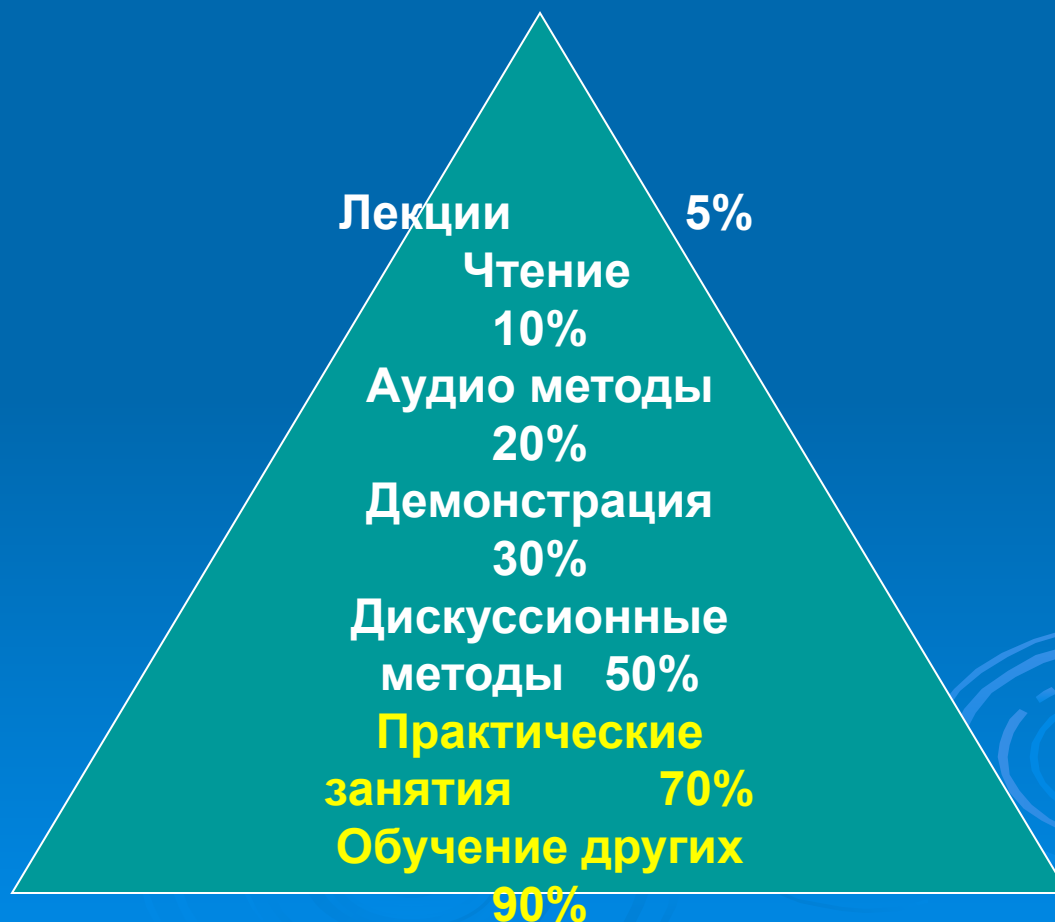 Лекции 5%
Чтение
10%
Аудио методы
20%
Демонстрация
30%
Дискуссионные
методы 50%
Практические
занятия 70%
Обучение других
90%